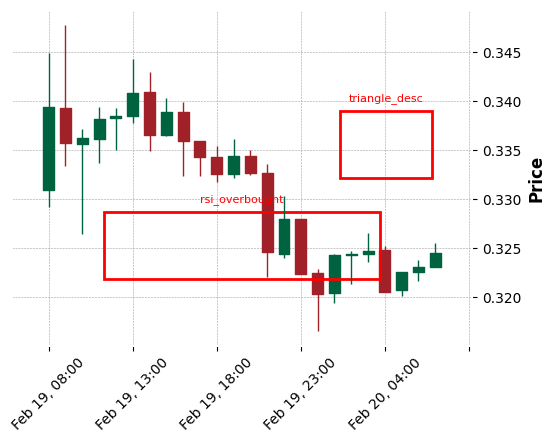 0.345
triangle_desc
0.340
0.335
Price
rsi_overbought
0.330
0.325
0.320
Feb 19, 08:00
Feb 19, 13:00
Feb 19, 18:00
Feb 19, 23:00
Feb 20, 04:00